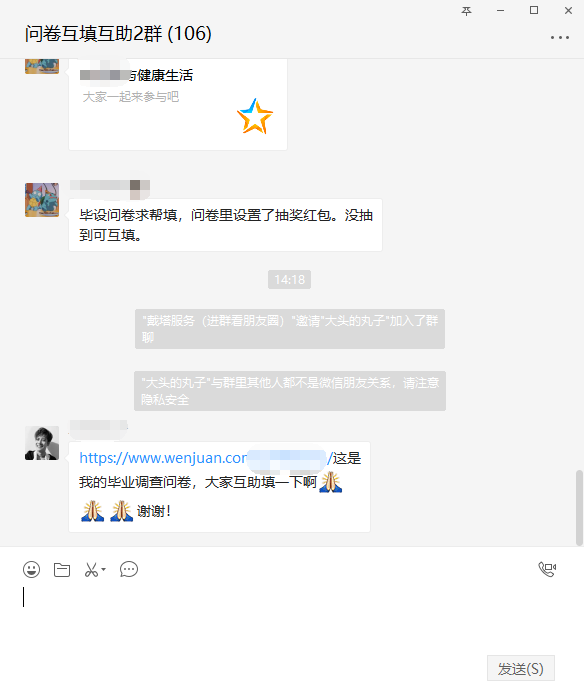 问卷互填互助2群 (106)
与健康生活
大家一起来参与吧
毕设问卷求帮填，问卷里设置了抽奖红包。没抽
到可互填。
14:18
"戴塔服务（进群看朋友圈）"邀请"大头的丸子"加入了群
聊
"大头的丸子"与群里其他人都不是微信朋友关系，请注意
隐私安全
https://www.wenjuan.com/这是
我的毕业调查问卷，大家互助填一下啊
谢谢！
发送(S)